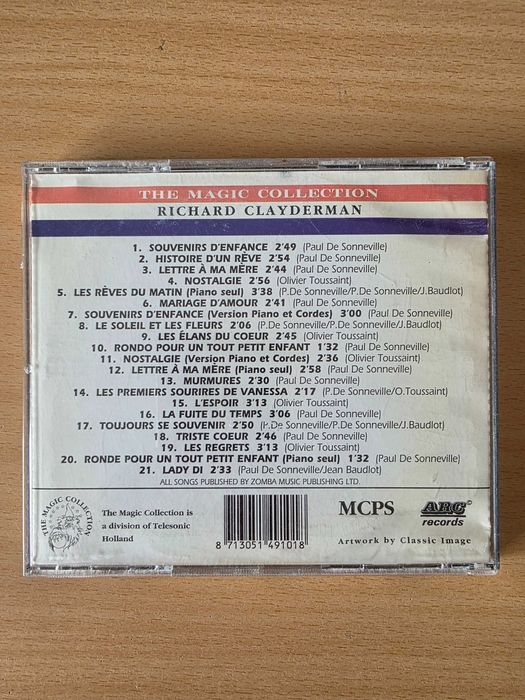 THE MAGIC COLLECTION
RICHARD CLAYDERMAN
1. SOUVENIRS D'ENFANCE 2'49 (Paul De Sonneville)
2. HISTOIRE D'UN RÊVE 2'54 (Paul De Sonneville)
3. LETTRE À MA MÈRE 2'44 (Paul De Sonneville)
4. NOSTALGIE 2'56 (Olivier Toussaint)
5. LES RÊVES DU MATIN (Piano seul) 3'38 (P.De Sonneville/P.De Sonneville/J.Baudlot)
6. MARIAGE D'AMOUR 2'41 (Paul De Sonneville)
7. SOUVENIRS D'ENFANCE (Version Piano et Cordes) 3'00 (Paul De Sonneville)
8. LE SOLEIL ET LES FLEURS 2'06 (P.De Sonneville/P.De Sonneville/J.Baudlot)
9. LES ÉLANS DU COEUR 2'45 (Olivier Toussaint)
10. RONDO POUR UN TOUT PETIT ENFANT 1'32 (Paul De Sonneville)
11. NOSTALGIE (Version Piano et Cordes) 2'36 (Olivier Toussaint)
12. LETTRE À MA MÈRE (Piano seul) 2'58 (Paul De Sonneville)
13. MURMURES 2'30 (Paul De Sonneville)
14. LES PREMIERS SOURIRES DE VANESSA 2'17 (P.De Sonneville/O.Toussaint)
15. L'ESPOIR 3'13 (Olivier Toussaint)
16. LA FUITE DU TEMPS 3'06 (Paul De Sonneville)
17. TOUJOURS SE SOUVENIR 2'50 (P.De Sonneville/P.De Sonneville/J.Baudlot)
18. TRISTE COEUR 2'46 (Paul De Sonneville)
19. LES REGRETS 3'13 (Olivier Toussaint)
20. RONDE POUR UN TOUT PETIT ENFANT (Piano seul) 1'32 (Paul De Sonneville)
21. LADY DI 2'33 (Paul De Sonneville/Jean Baudlot)
ALL SONGS PUBLISHED BY ZOMBA MUSIC PUBLISHING LTD.
THE MAGIC COLLECTION
The Magic Collection is
a division of Telesonic
Holland
8 713051 491018
MCPS
ARC
records
Artwork by Classic Image